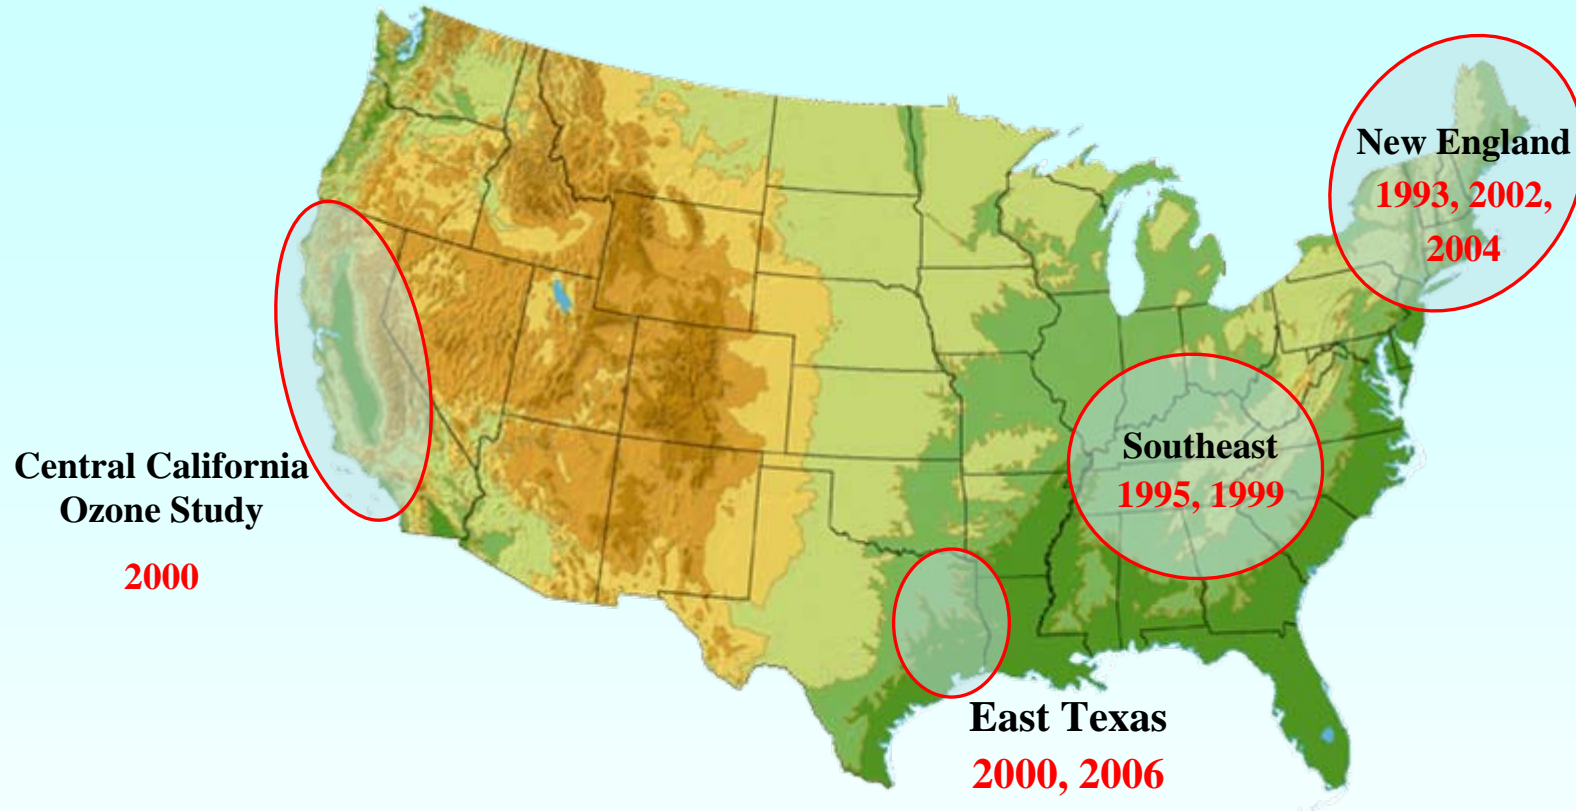 New England
1993, 2002,
2004
Southeast
1995, 1999
Central California
Ozone Study
2000
East Texas
2000, 2006